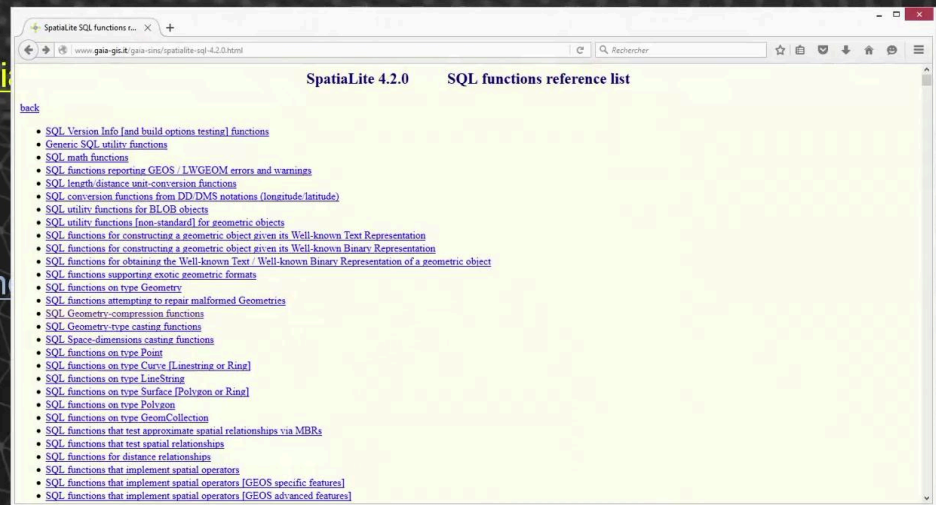 SpatiaLite SQL functions r...
www.gaia-gis.it/gaia-sins/spatialite-sql-4.2.0.html
Rechercher
SpatiaLite 4.2.0 SQL functions reference list
back
SQL Version Info [and build options testing] functions
Generic SQL utility functions
SQL math functions
SQL functions reporting GEOS / LWGEOM errors and warnings
SQL length/distance unit-conversion functions
SQL conversion functions from DD/DMS notations (longitude/latitude)
SQL utility functions for BLOB objects
SQL utility functions [non-standard] for geometric objects
SQL functions for constructing a geometric object given its Well-known Text Representation
SQL functions for constructing a geometric object given its Well-known Binary Representation
SQL functions for obtaining the Well-known Text / Well-known Binary Representation of a geometric object
SQL functions supporting exotic geometric formats
SQL functions on type Geometry
SQL functions attempting to repair malformed Geometries
SQL Geometry-compression functions
SQL Geometry-type casting functions
SQL Space-dimensions casting functions
SQL functions on type Point
SQL functions on type Curve [Linestring or Ring]
SQL functions on type LineString
SQL functions on type Surface [Polygon or Ring]
SQL functions on type Polygon
SQL functions on type GeomCollection
SQL functions that test approximate spatial relationships via MBRs
SQL functions that test spatial relationships
SQL functions for distance relationships
SQL functions that implement spatial operators
SQL functions that implement spatial operators [GEOS specific features]
SQL functions that implement spatial operators [GEOS advanced features]